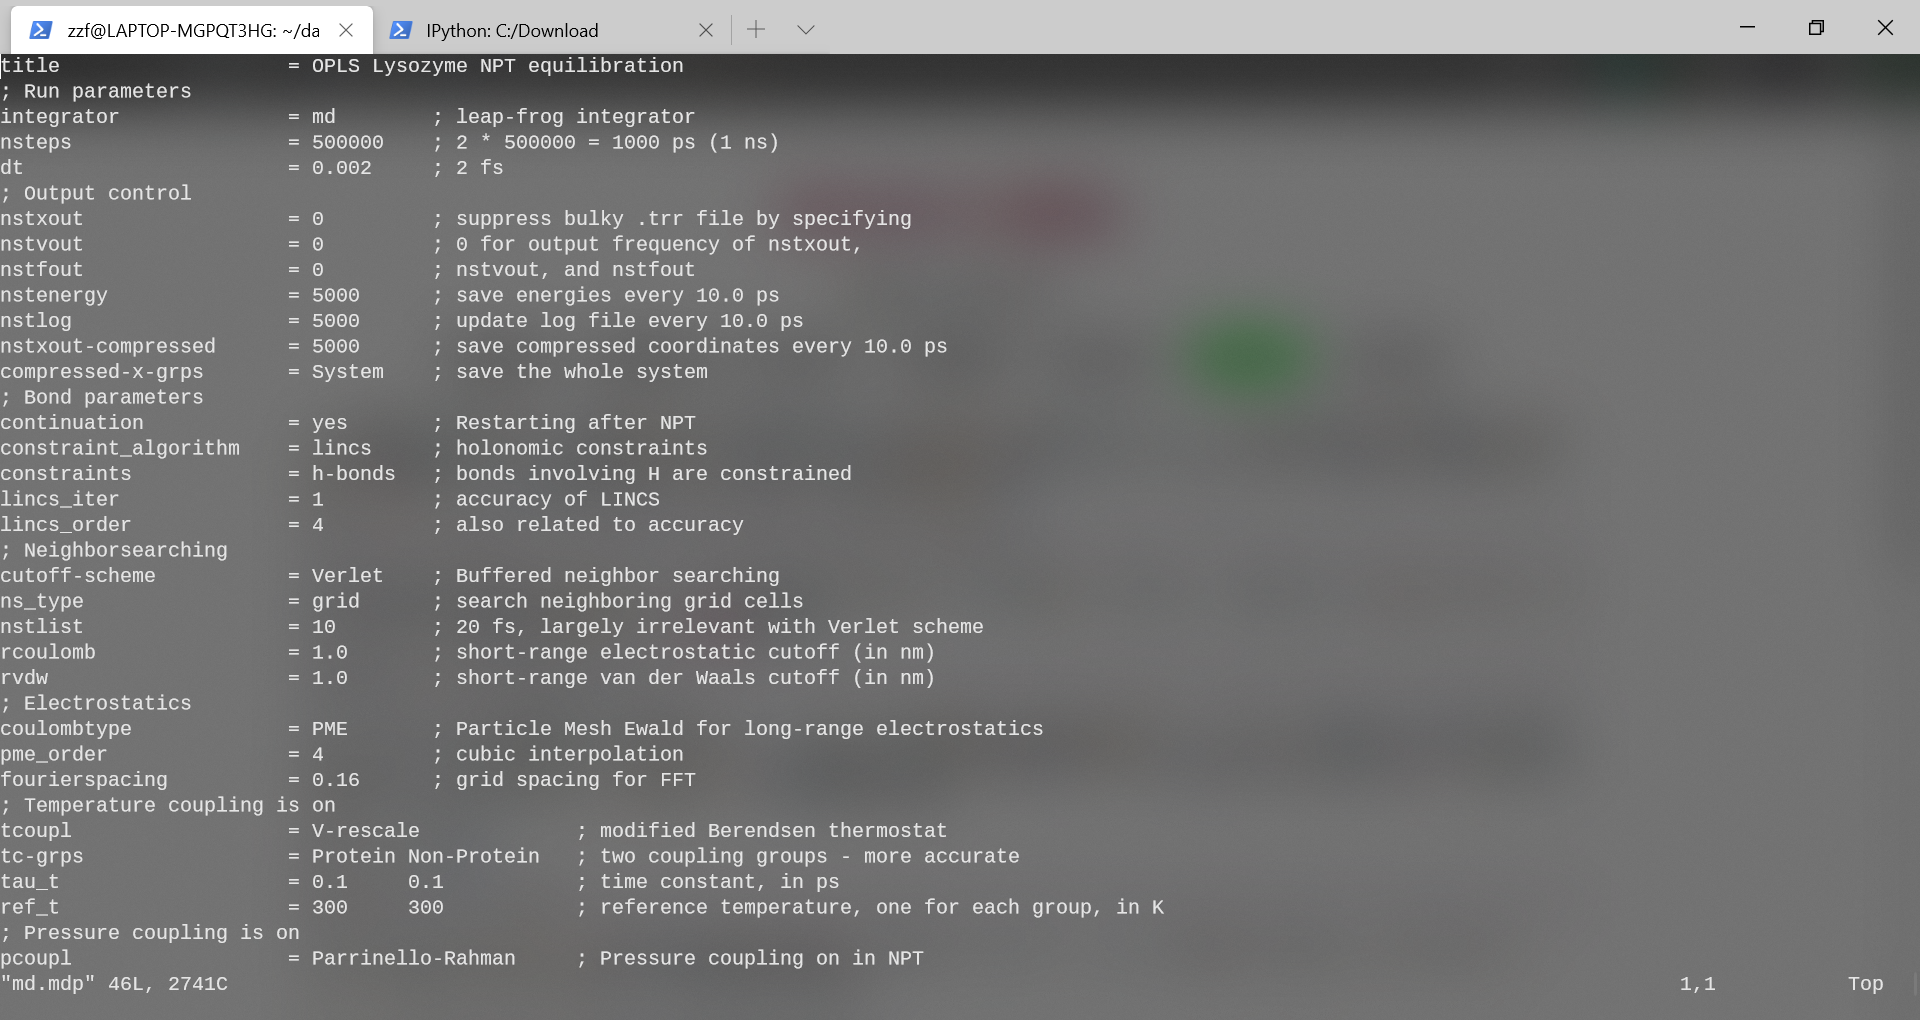 zzf@LAPTOP-MGPQT3HG: ~/da
IPython: C:/Download
title                   = OPLS Lysozyme NPT equilibration
; Run parameters
integrator              = md        ; leap-frog integrator
nsteps                  = 500000    ; 2 * 500000 = 1000 ps (1 ns)
dt                      = 0.002     ; 2 fs
; Output control
nstxout                 = 0         ; suppress bulky .trr file by specifying
nstvout                 = 0         ; 0 for output frequency of nstxout,
nstfout                 = 0         ; nstvout, and nstfout
nstenergy               = 5000      ; save energies every 10.0 ps
nstlog                  = 5000      ; update log file every 10.0 ps
nstxout-compressed      = 5000      ; save compressed coordinates every 10.0 ps
compressed-x-grps       = System    ; save the whole system
; Bond parameters
continuation            = yes       ; Restarting after NPT
constraint_algorithm    = lincs     ; holonomic constraints
constraints             = h-bonds   ; bonds involving H are constrained
lincs_iter              = 1         ; accuracy of LINCS
lincs_order             = 4         ; also related to accuracy
; Neighborsearching
cutoff-scheme           = Verlet    ; Buffered neighbor searching
ns_type                 = grid      ; search neighboring grid cells
nstlist                 = 10        ; 20 fs, largely irrelevant with Verlet scheme
rcoulomb                = 1.0       ; short-range electrostatic cutoff (in nm)
rvdw                    = 1.0       ; short-range van der Waals cutoff (in nm)
; Electrostatics
coulombtype             = PME       ; Particle Mesh Ewald for long-range electrostatics
pme_order               = 4         ; cubic interpolation
fourierspacing          = 0.16      ; grid spacing for FFT
; Temperature coupling is on
tcoupl                  = V-rescale             ; modified Berendsen thermostat
tc-grps                 = Protein Non-Protein   ; two coupling groups - more accurate
tau_t                   = 0.1     0.1           ; time constant, in ps
ref_t                   = 300     300           ; reference temperature, one for each group, in K
; Pressure coupling is on
pcoupl                  = Parrinello-Rahman     ; Pressure coupling on in NPT
"md.mdp" 46L, 2741C 1,1 Top